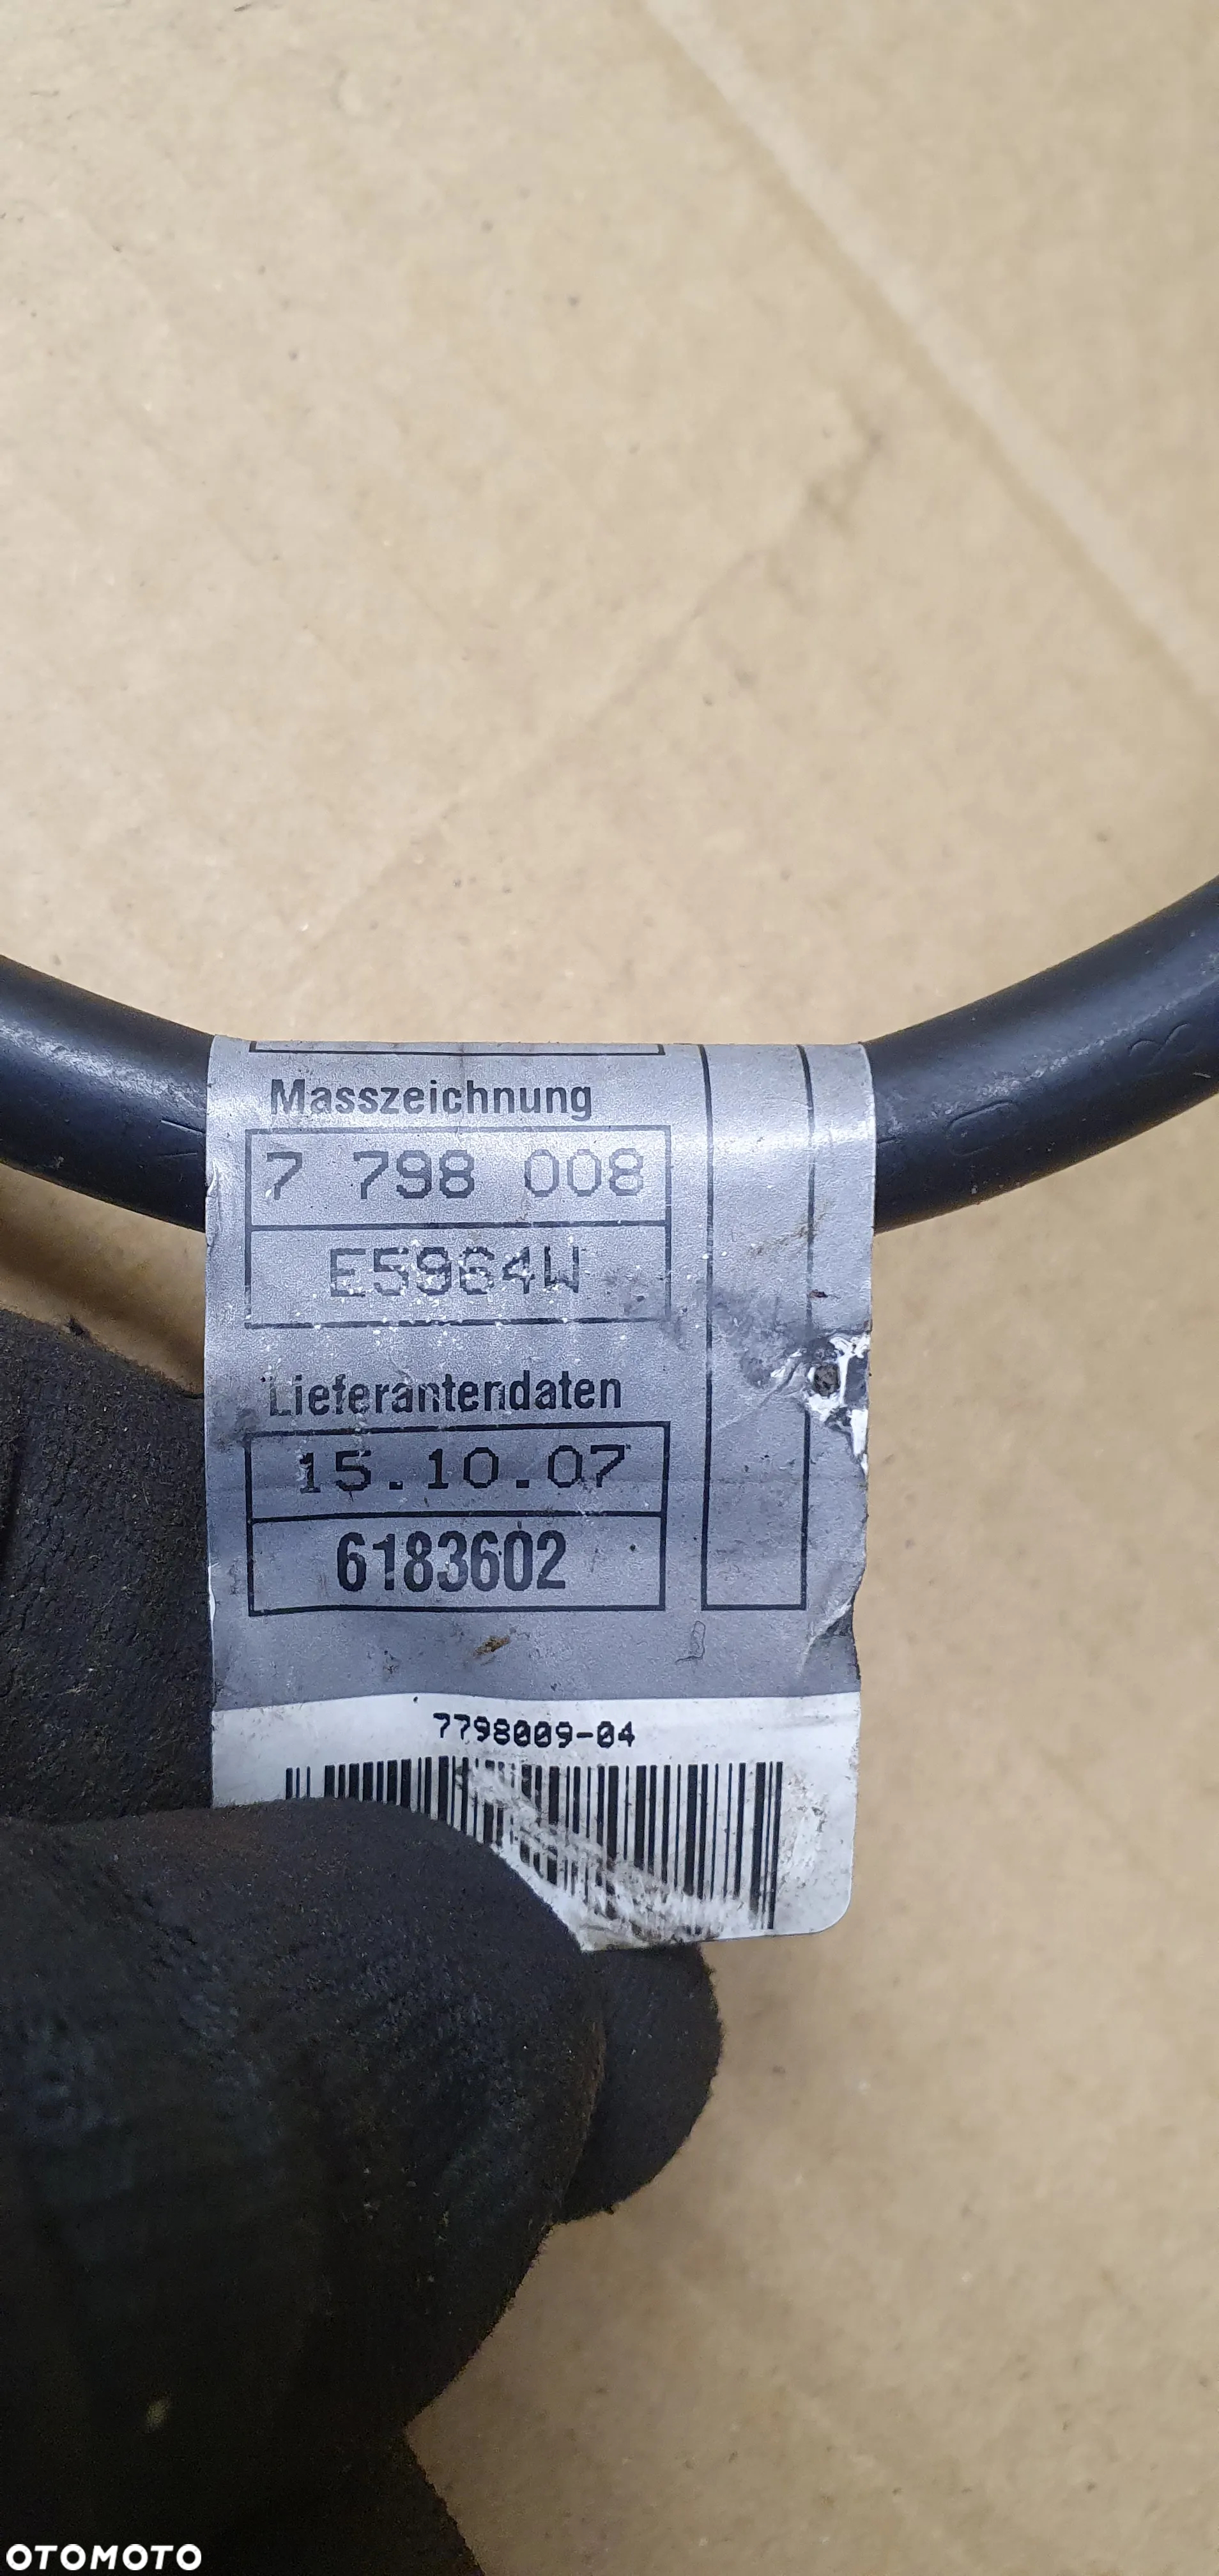 Masszeichnung
7 798 008
E5964W
Lieferantendaten
15.10.07
6183602
7798009-04
OTOMOTO